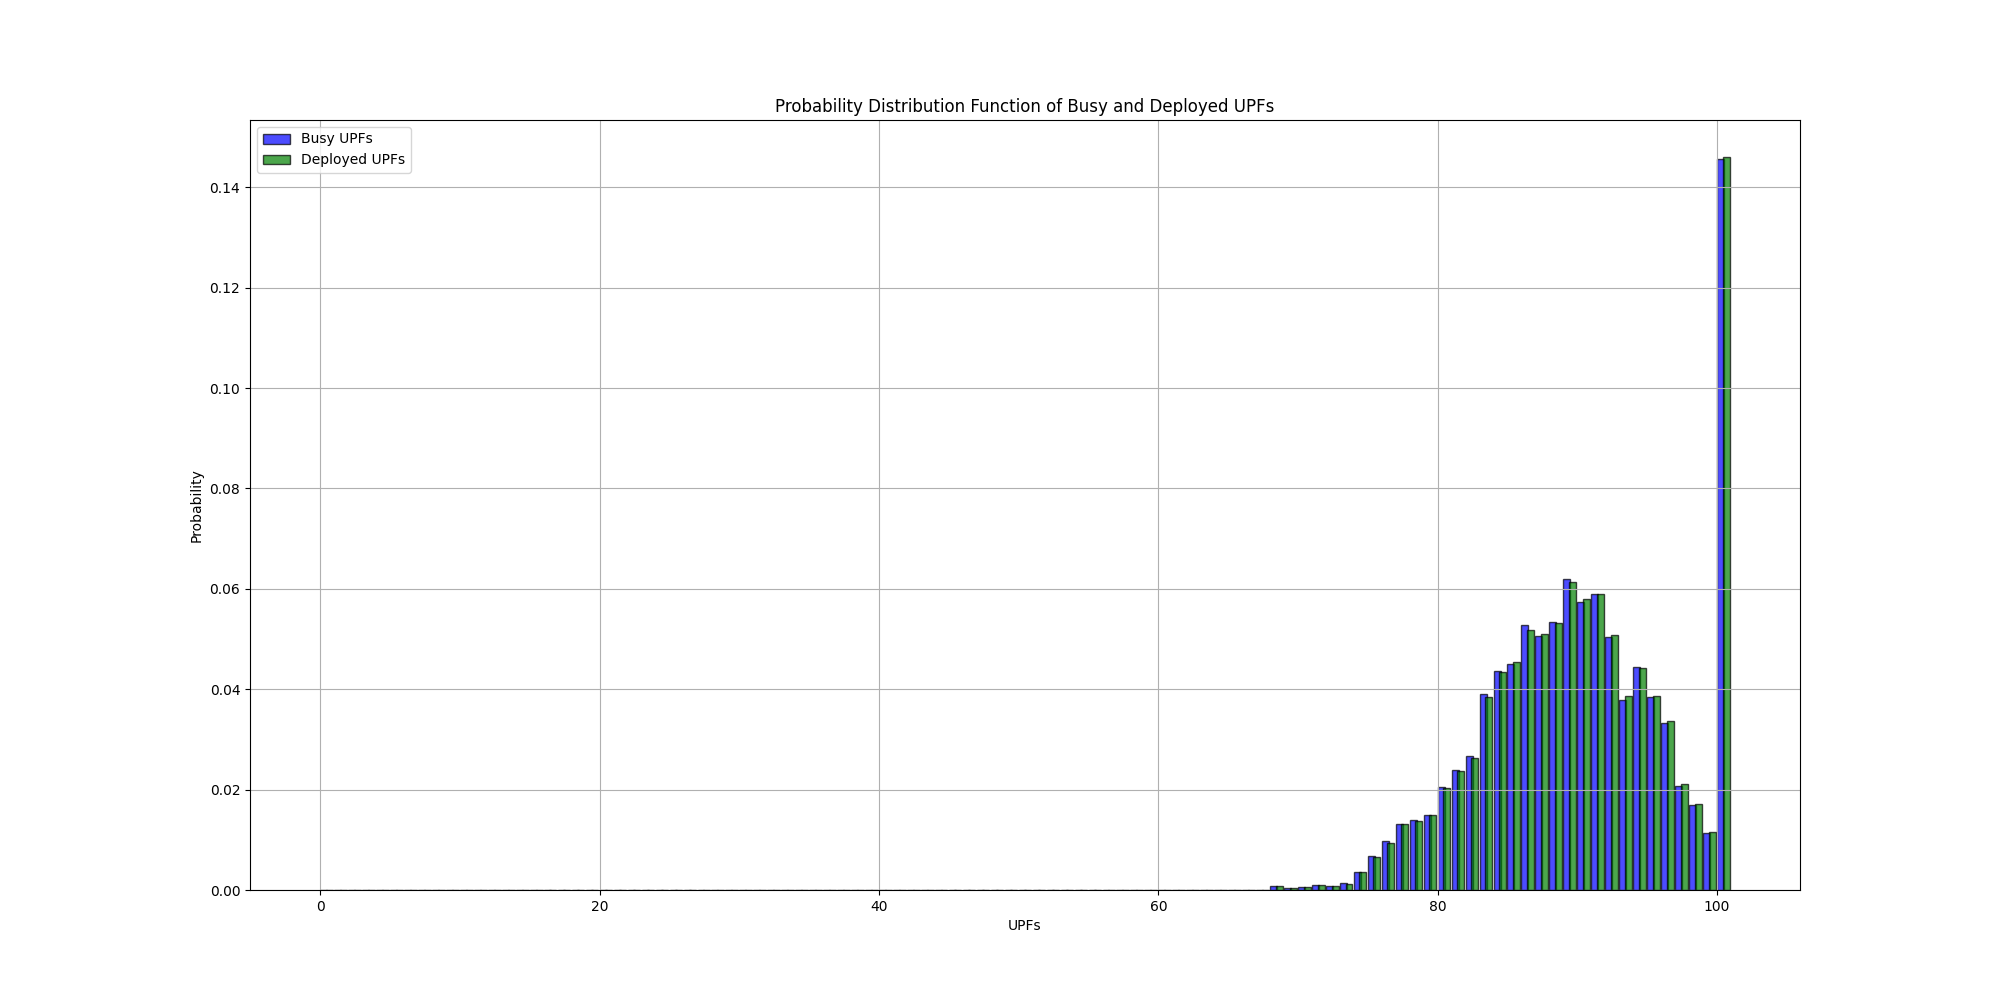 Probability Distribution Function of Busy and Deployed UPFs
Busy UPFs
Deployed UPFs
0.14
0.12
0.10
0.08
0.06
0.04
0.02
0.00
Probability
0 20 40 60 80 100
UPFs